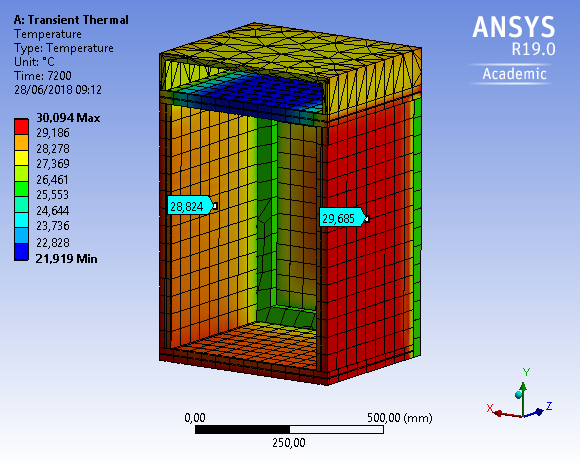 A: Transient Thermal
Temperature
Type: Temperature
Unit: °C
Time: 7200
28/06/2018 09:12
30,094 Max
29,186
28,278
27,369
26,461
25,553
24,644
23,736
22,828
21,919 Min
ANSYS
R19.0
Academic
28,824
29,685
0,00
500,00 (mm)
250,00
Y
X
Z